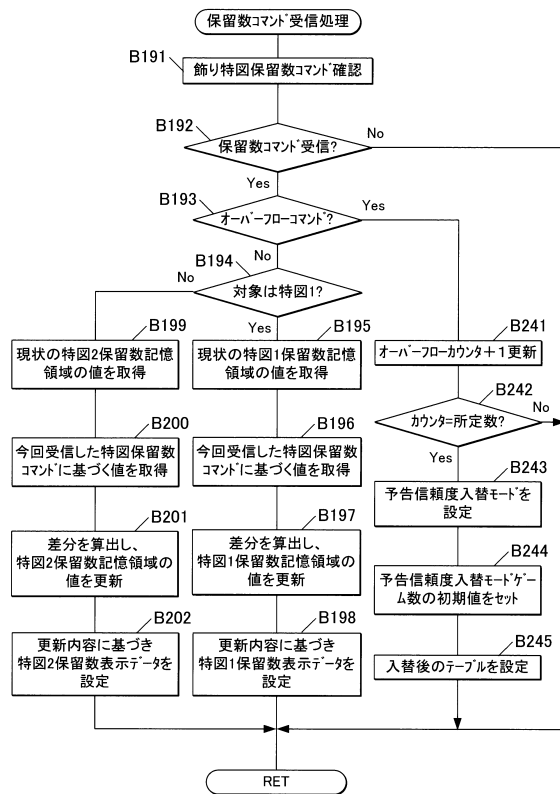 保留数コマンド受信処理
B191
飾り特図保留数コマンド確認
B192
No
保留数コマンド受信?
Yes
B193
Yes
オーバーフローコマンド?
No
B194
No
対象は特図1?
Yes
B199
現状の特図2保留数記憶
領域の値を取得
B195
現状の特図1保留数記憶
領域の値を取得
B241
オーバーフローカウンタ+1更新
B242
カウンタ=所定数?
No
Yes
B200
今回受信した特図保留数
コマンドに基づく値を取得
B196
今回受信した特図保留数
コマンドに基づく値を取得
B243
予告信頼度入替モードを
設定
B201
差分を算出し、
特図2保留数記憶領域の
値を更新
B197
差分を算出し、
特図1保留数記憶領域の
値を更新
B244
予告信頼度入替モードゲー
ム数の初期値をセット
B202
更新内容に基づき
特図2保留数表示データを
設定
B198
更新内容に基づき
特図1保留数表示データを
設定
B245
入替後のテーブルを設定
RET